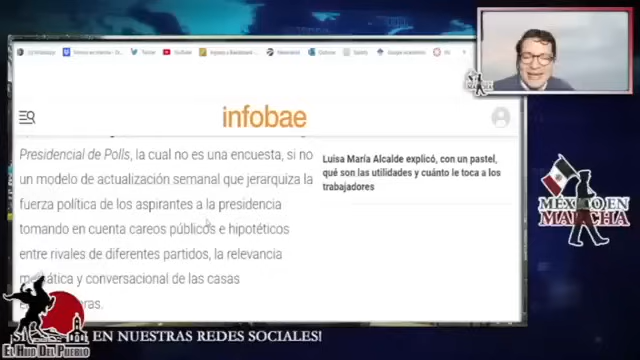 infobae
Presidencial de Polls, la cual no es una encuesta, si no
un modelo de actualización semanal que jerarquiza la
fuerza política de los aspirantes a la presidencia
tomando en cuenta careos públicos e hipotéticos
entre rivales de diferentes partidos, la relevancia
y conversacional de las casas
Luisa María Alcalde explicó, con un pastel,
qué son las utilidades y cuánto le toca a los
trabajadores
MÉXICO EN
MARCHA
EN NUESTRAS REDES SOCIALES!
EL HIJO DEL PUEBLO